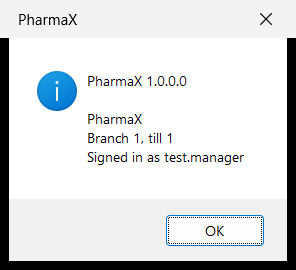 PharmaX
PharmaX 1.0.0.0
PharmaX
Branch 1, till 1
Signed in as test.manager
OK